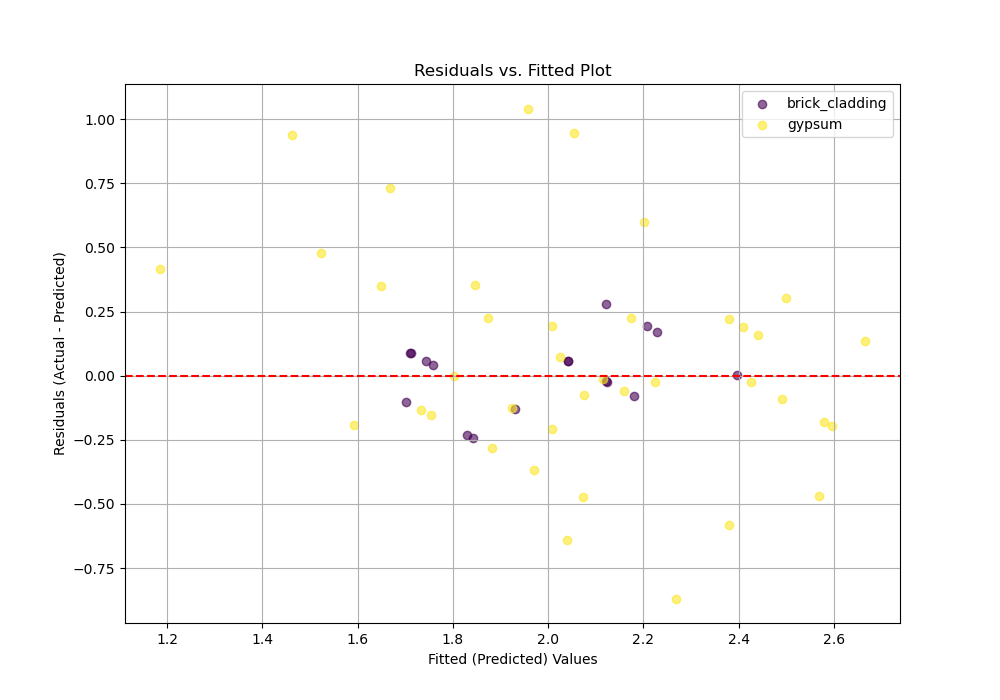 Residuals vs. Fitted Plot
brick_cladding
gypsum
1.00
0.75
0.50
0.25
0.00
−0.25
−0.50
−0.75
Residuals (Actual - Predicted)
1.2 1.4 1.6 1.8 2.0 2.2 2.4 2.6
Fitted (Predicted) Values